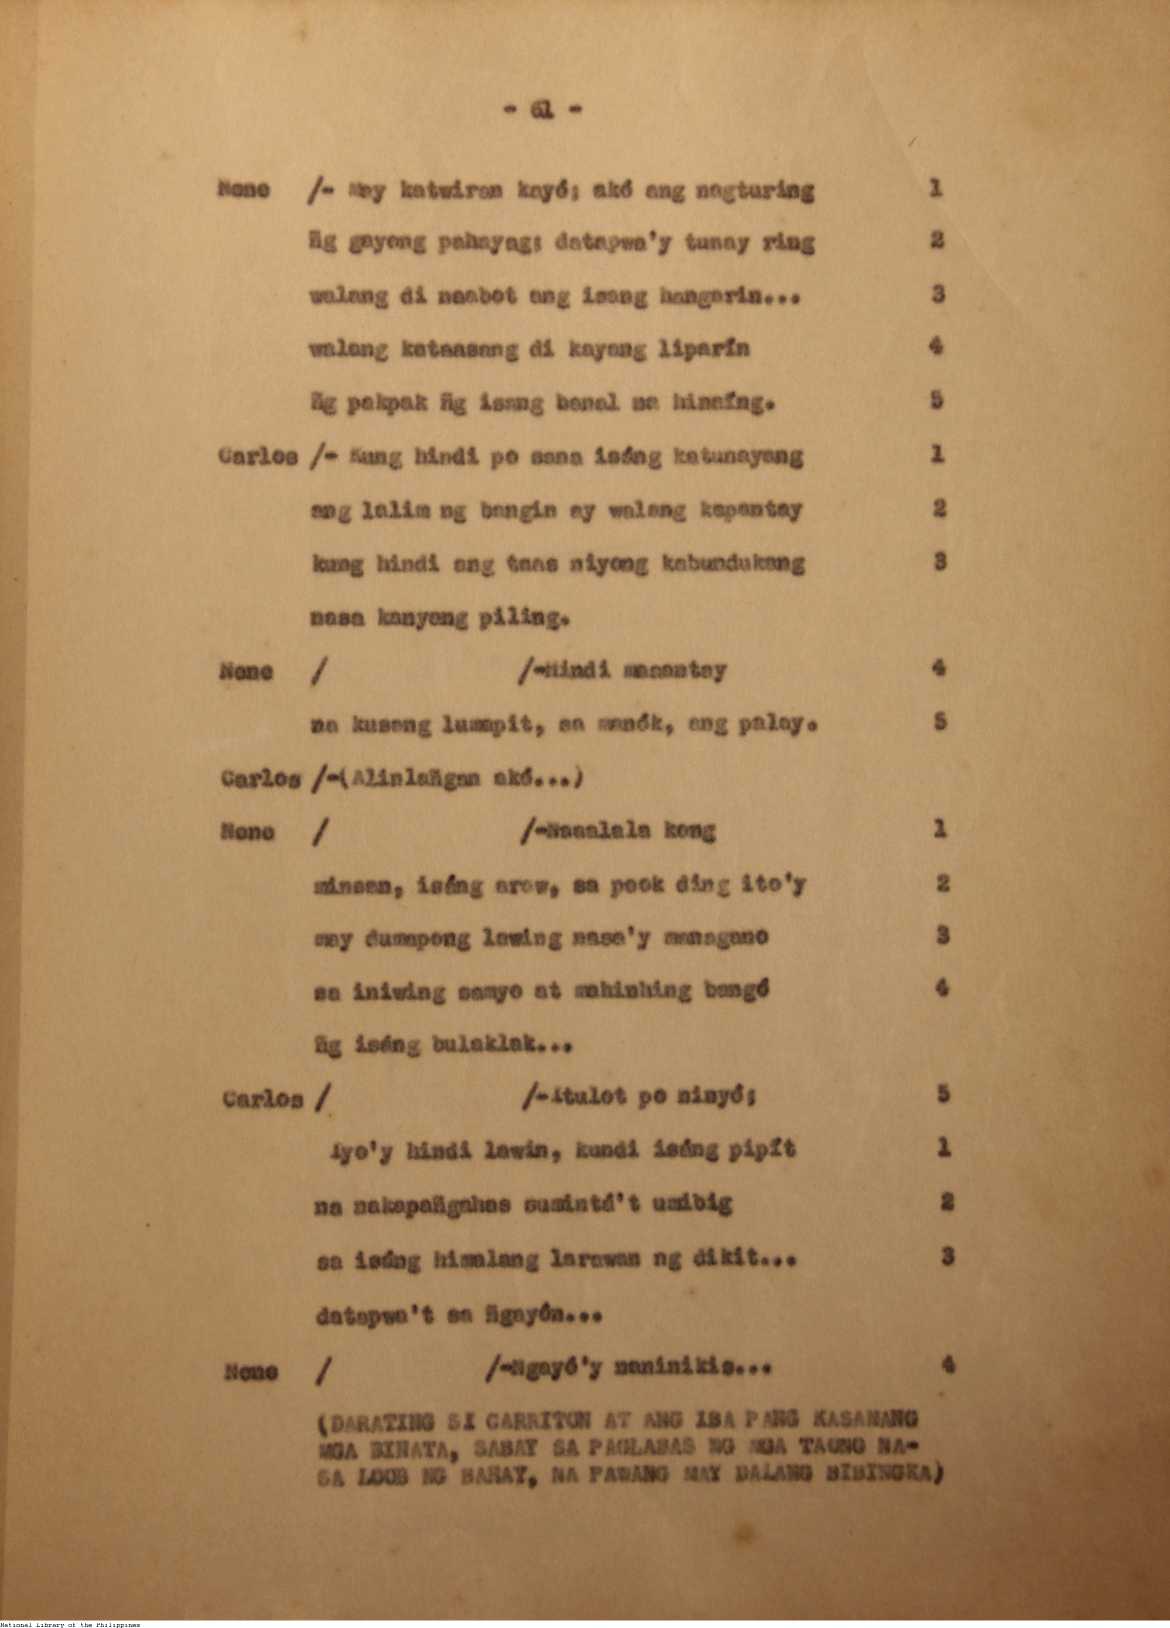 - 61 -
Nene /- May katwiran kayó; akó ang nagturing 1
ñg gayong pahayag; datapwa'y tunay ring 2
walang di naabot ang isang hangarin... 3
walang kataasang di kayang liparín 4
ñg pakpak ñg isang banal na hinaíng. 5
Carlos /- Kung hindi po sana isáng katunayang 1
ang lalim ng bangin ay walang kapantay 2
kung hindi ang taas niyong kabundukang 3
nasa kanyang piling.
Nene / /-Hindi mananatay 4
na kusang lumapit, sa manók, ang palay. 5
Carlos /-(Alinlañgan akó...)
Nene / /-Naaalala kong 1
minsan, isáng araw, sa pook ding ito'y 2
may dumapong lawing nasa'y managano 3
sa iniwing samyo at mahinhing bangó 4
ñg isáng bulaklak...
Carlos / /-Itulot po ninyó; 5
Iyo'y hindi lawin, kundi isáng pipít 1
na nakapañgahas sumintá't umibig 2
sa isáng himalang larawan ng dikit... 3
datapwa't sa ñgayón...
Nene / /-Ngayó'y naninikis... 4
(DARATING SI CARRITON AT ANG IBA PANG KASAMANG
MGA BINATA, SABAY SA PAGLABAS NG MGA TAONG NA-
SA LOOB NG BAHAY, NA PAWANG MAY DALANG BIBINGKA)
National Library of the Philippines